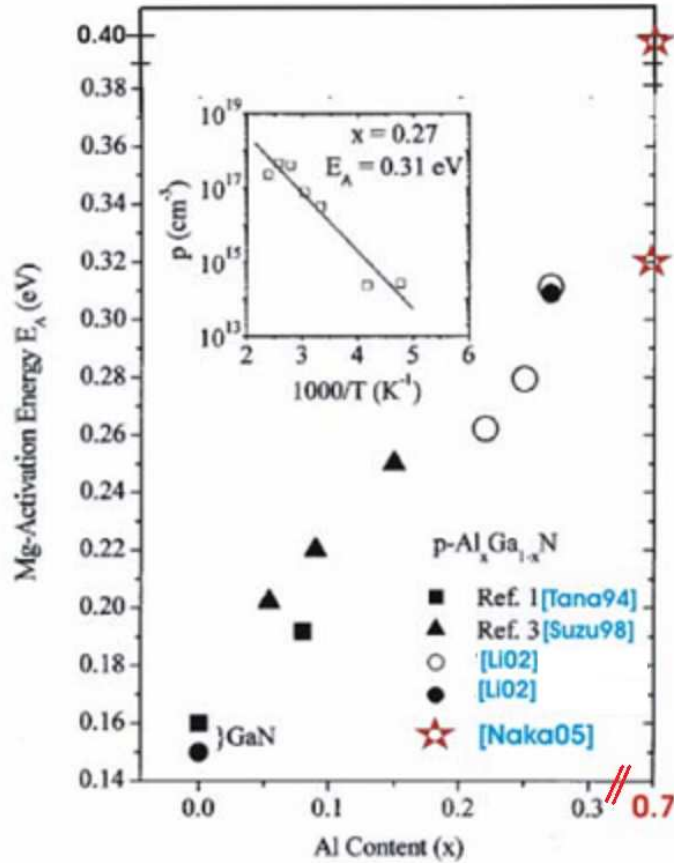 0.40
0.38
0.36
0.34
0.32
0.30
0.28
0.26
0.24
0.22
0.20
0.18
0.16
0.14
Mg-Activation Energy E_A (eV)
10^19
10^17
10^15
10^13
p (cm^-3)
x = 0.27
E_A = 0.31 eV
2 3 4 5 6
1000/T (K^-1)
p-Al_xGa_1-xN
Ref. 1 [Tana94]
Ref. 3 [Suzu98]
[Li02]
[Li02]
[Naka05]
}GaN
0.0 0.1 0.2 0.3 // 0.7
Al Content (x)